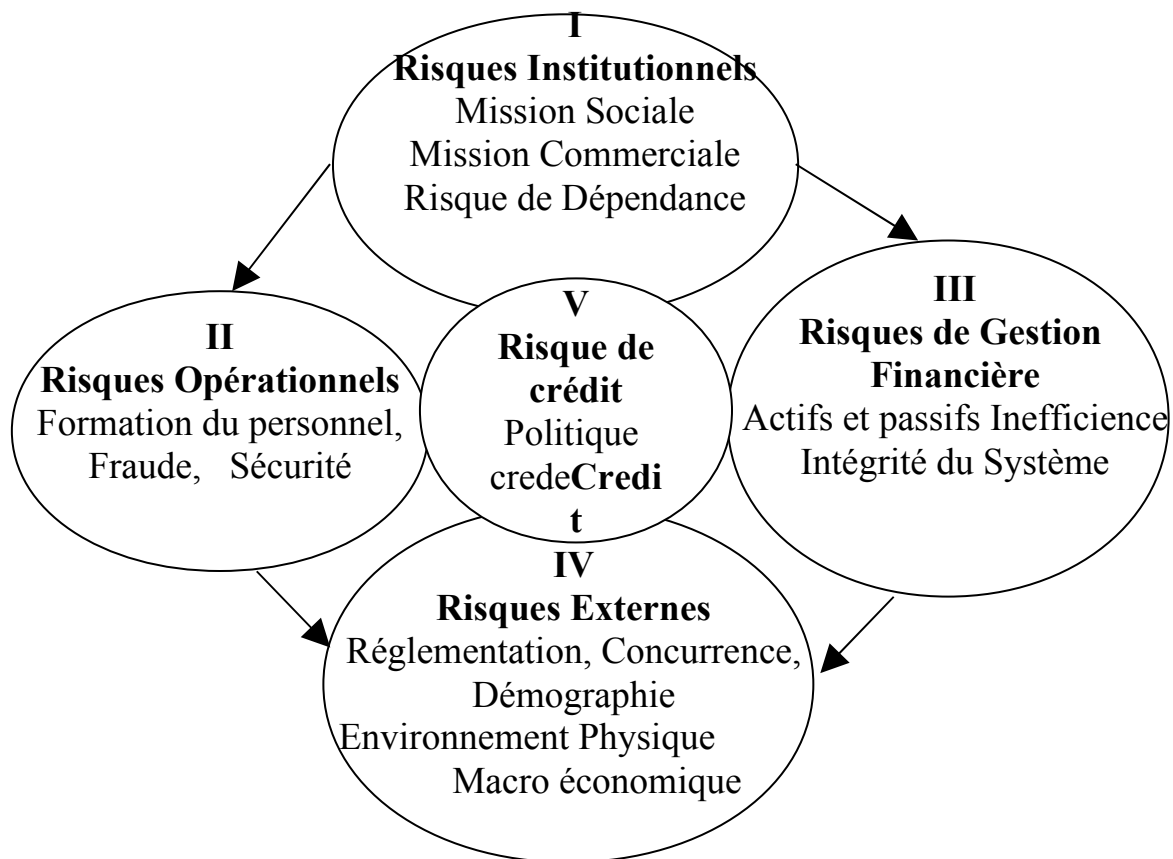 I
Risques Institutionnels
Mission Sociale
Mission Commerciale
Risque de Dépendance
II
Risques Opérationnels
Formation du personnel,
Fraude, Sécurité
V
Risque de
crédit
Politique
credeCredi
t
III
Risques de Gestion
Financière
Actifs et passifs Inefficience
Intégrité du Système
IV
Risques Externes
Réglementation, Concurrence,
Démographie
Environnement Physique
Macro économique